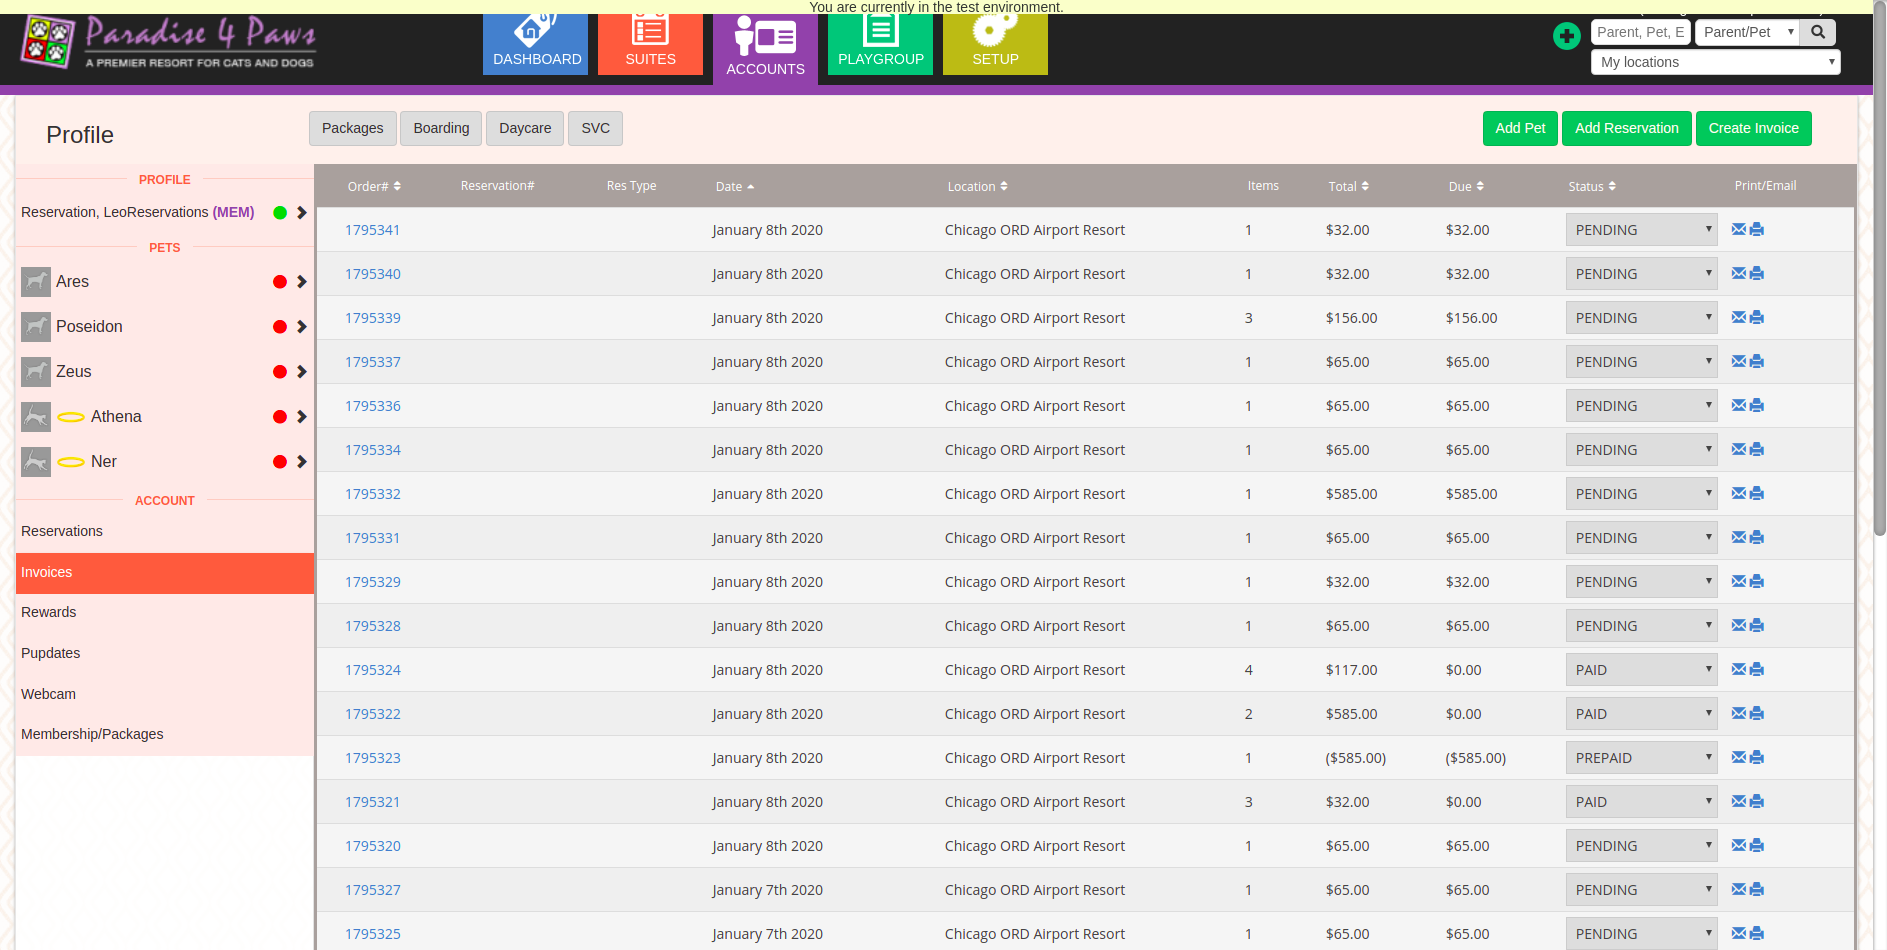 You are currently in the test environment.
Paradise 4 Paws
A PREMIER RESORT FOR CATS AND DOGS
DASHBOARD
SUITES
ACCOUNTS
PLAYGROUP
SETUP
Parent, Pet, E
Parent/Pet
My locations
Profile
Packages Boarding Daycare SVC
Add Pet Add Reservation Create Invoice
PROFILE
Reservation, LeoReservations (MEM)
PETS
Ares
Poseidon
Zeus
Athena
Ner
ACCOUNT
Reservations
Invoices
Rewards
Pupdates
Webcam
Membership/Packages
Order# Reservation# Res Type Date Location Items Total Due Status Print/Email
1795341 January 8th 2020 Chicago ORD Airport Resort 1 $32.00 $32.00 PENDING
1795340 January 8th 2020 Chicago ORD Airport Resort 1 $32.00 $32.00 PENDING
1795339 January 8th 2020 Chicago ORD Airport Resort 3 $156.00 $156.00 PENDING
1795337 January 8th 2020 Chicago ORD Airport Resort 1 $65.00 $65.00 PENDING
1795336 January 8th 2020 Chicago ORD Airport Resort 1 $65.00 $65.00 PENDING
1795334 January 8th 2020 Chicago ORD Airport Resort 1 $65.00 $65.00 PENDING
1795332 January 8th 2020 Chicago ORD Airport Resort 1 $585.00 $585.00 PENDING
1795331 January 8th 2020 Chicago ORD Airport Resort 1 $65.00 $65.00 PENDING
1795329 January 8th 2020 Chicago ORD Airport Resort 1 $32.00 $32.00 PENDING
1795328 January 8th 2020 Chicago ORD Airport Resort 1 $65.00 $65.00 PENDING
1795324 January 8th 2020 Chicago ORD Airport Resort 4 $117.00 $0.00 PAID
1795322 January 8th 2020 Chicago ORD Airport Resort 2 $585.00 $0.00 PAID
1795323 January 8th 2020 Chicago ORD Airport Resort 1 ($585.00) ($585.00) PREPAID
1795321 January 8th 2020 Chicago ORD Airport Resort 3 $32.00 $0.00 PAID
1795320 January 8th 2020 Chicago ORD Airport Resort 1 $65.00 $65.00 PENDING
1795327 January 7th 2020 Chicago ORD Airport Resort 1 $65.00 $65.00 PENDING
1795325 January 7th 2020 Chicago ORD Airport Resort 1 $65.00 $65.00 PENDING